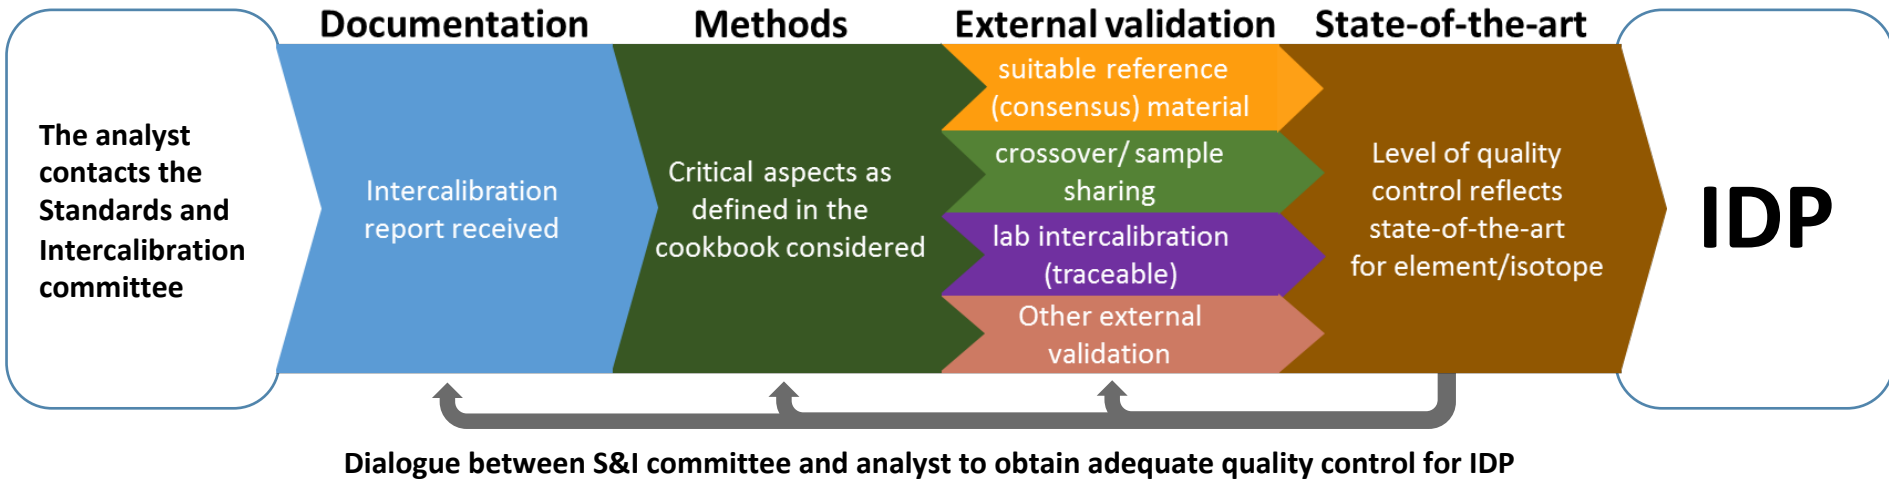 Documentation
Methods
External validation
State-of-the-art
The analyst
contacts the
Standards and
Intercalibration
committee
Intercalibration
report received
Critical aspects as
defined in the
cookbook considered
suitable reference
(consensus) material
crossover/ sample
sharing
lab intercalibration
(traceable)
Other external
validation
Level of quality
control reflects
state-of-the-art
for element/isotope
IDP
Dialogue between S&I committee and analyst to obtain adequate quality control for IDP